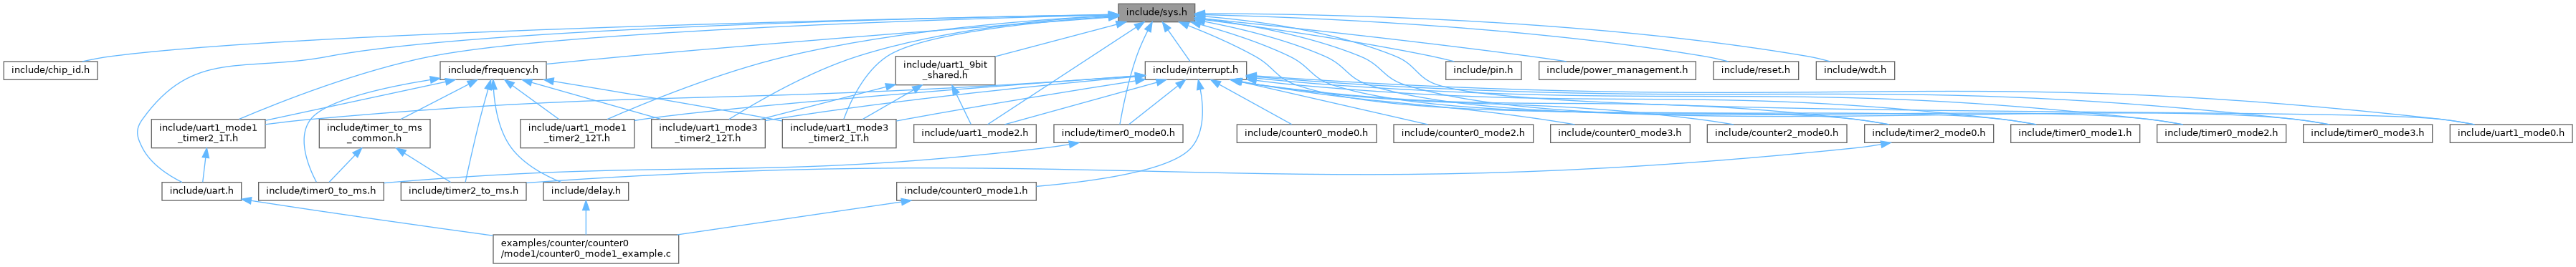 include/sys.h
include/chip_id.h
include/frequency.h
include/uart1_9bit
_shared.h
include/interrupt.h
include/pin.h
include/power_management.h
include/reset.h
include/wdt.h
include/uart1_mode1
_timer2_1T.h
include/timer_to_ms
_common.h
include/uart1_mode1
_timer2_12T.h
include/uart1_mode3
_timer2_12T.h
include/uart1_mode3
_timer2_1T.h
include/uart1_mode2.h
include/timer0_mode0.h
include/counter0_mode0.h
include/counter0_mode2.h
include/counter0_mode3.h
include/counter2_mode0.h
include/timer2_mode0.h
include/timer0_mode1.h
include/timer0_mode2.h
include/timer0_mode3.h
include/uart1_mode0.h
include/uart.h
include/timer0_to_ms.h
include/timer2_to_ms.h
include/delay.h
include/counter0_mode1.h
examples/counter/counter0
/mode1/counter0_mode1_example.c